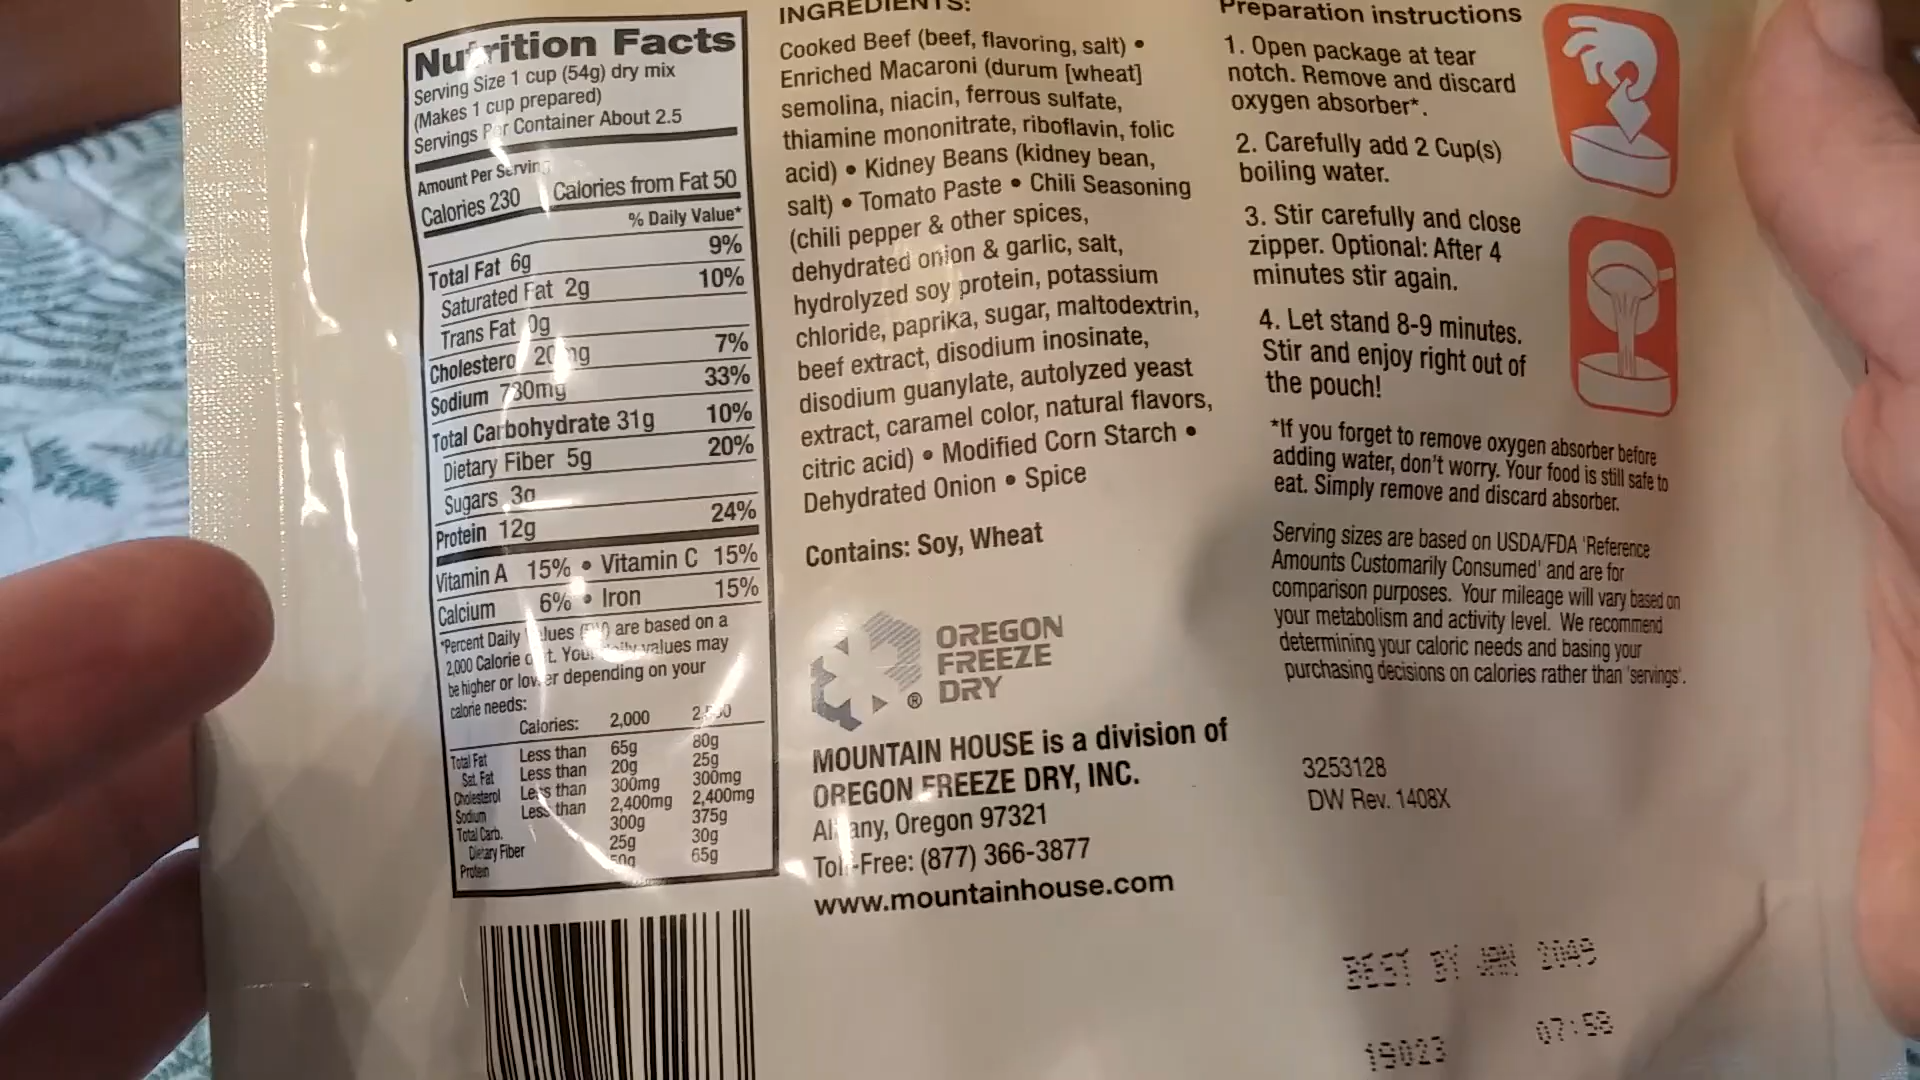 Nutrition Facts
Serving Size 1 cup (54g) dry mix
(Makes 1 cup prepared)
Servings Per Container About 2.5
Amount Per Serving
Calories 230 Calories from Fat 50
% Daily Value*
Total Fat 6g 9%
Saturated Fat 2g 10%
Trans Fat 0g
Cholesterol 20mg 7%
Sodium 780mg 33%
Total Carbohydrate 31g 10%
Dietary Fiber 5g 20%
Sugars 3g
Protein 12g 24%
Vitamin A 15% • Vitamin C 15%
Calcium 6% • Iron 15%
*Percent Daily Values (DV) are based on a
2,000 Calorie diet. Your daily values may
be higher or lower depending on your
calorie needs:
Calories: 2,000 2,500
Total Fat Less than 65g 80g
Sat. Fat Less than 20g 25g
Cholesterol Less than 300mg 300mg
Sodium Less than 2,400mg 2,400mg
Total Carb. 300g 375g
Dietary Fiber 25g 30g
Protein 50g 65g
INGREDIENTS:
Cooked Beef (beef, flavoring, salt) •
Enriched Macaroni (durum [wheat]
semolina, niacin, ferrous sulfate,
thiamine mononitrate, riboflavin, folic
acid) • Kidney Beans (kidney bean,
salt) • Tomato Paste • Chili Seasoning
(chili pepper & other spices,
dehydrated onion & garlic, salt,
hydrolyzed soy protein, potassium
chloride, paprika, sugar, maltodextrin,
beef extract, disodium inosinate,
disodium guanylate, autolyzed yeast
extract, caramel color, natural flavors,
citric acid) • Modified Corn Starch •
Dehydrated Onion • Spice
Contains: Soy, Wheat
OREGON
FREEZE
DRY
®
MOUNTAIN HOUSE is a division of
OREGON FREEZE DRY, INC.
Albany, Oregon 97321
Toll-Free: (877) 366-3877
www.mountainhouse.com
Preparation instructions
1. Open package at tear
notch. Remove and discard
oxygen absorber*.
2. Carefully add 2 Cup(s)
boiling water.
3. Stir carefully and close
zipper. Optional: After 4
minutes stir again.
4. Let stand 8-9 minutes.
Stir and enjoy right out of
the pouch!
*If you forget to remove oxygen absorber before
adding water, don't worry. Your food is still safe to
eat. Simply remove and discard absorber.
Serving sizes are based on USDA/FDA 'Reference
Amounts Customarily Consumed' and are for
comparison purposes. Your mileage will vary based on
your metabolism and activity level. We recommend
determining your caloric needs and basing your
purchasing decisions on calories rather than 'servings'.
3253128
DW Rev. 1408X
BEST BY JAN 2049
19023 07:58